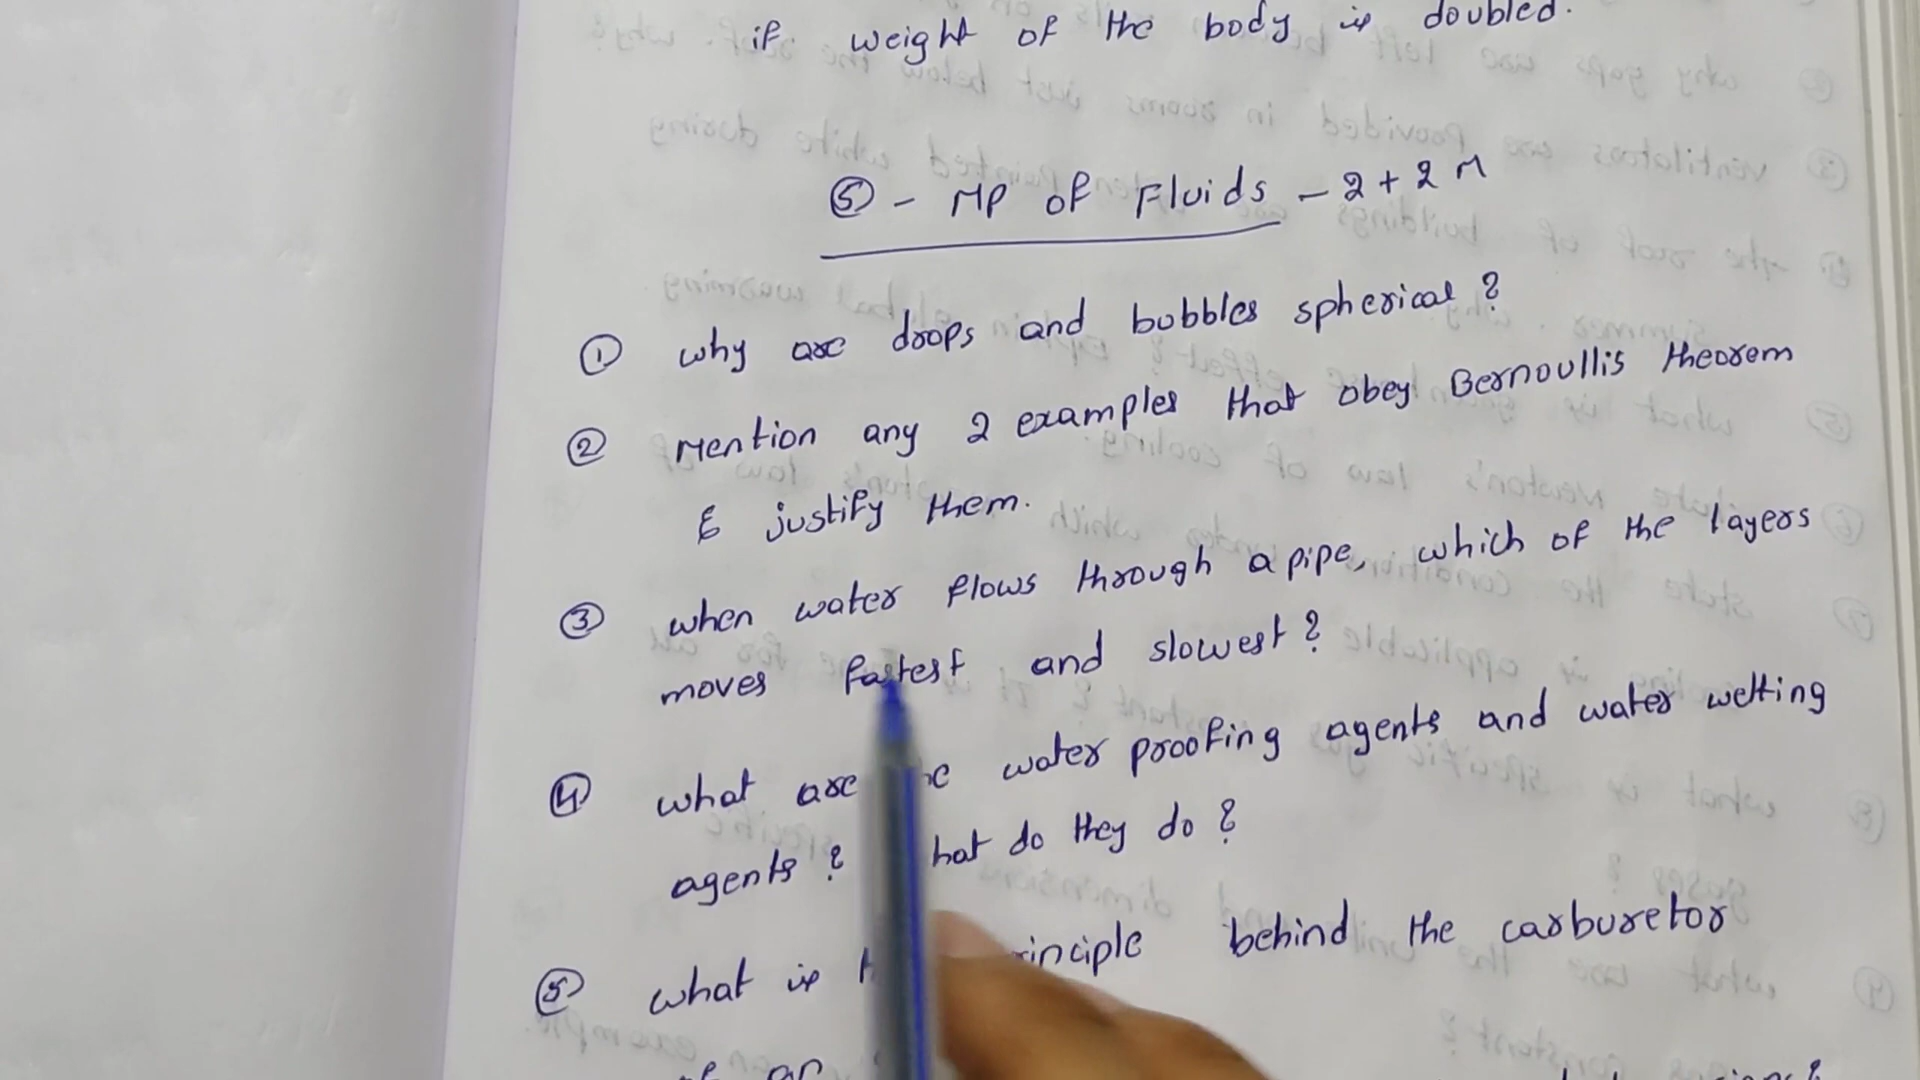 if weight of the body is doubled.
⑤ - MP of Fluids - 2 + 2 M
① why are drops and bubbles spherical?
② Mention any 2 examples that obey Bernoullis theorem
& justify them.
③ when water flows through a pipe, which of the layers
moves fastest and slowest?
④ what are water proofing agents and water wetting
agents? hat do they do?
⑤ what is rinciple behind the carburetor
of an